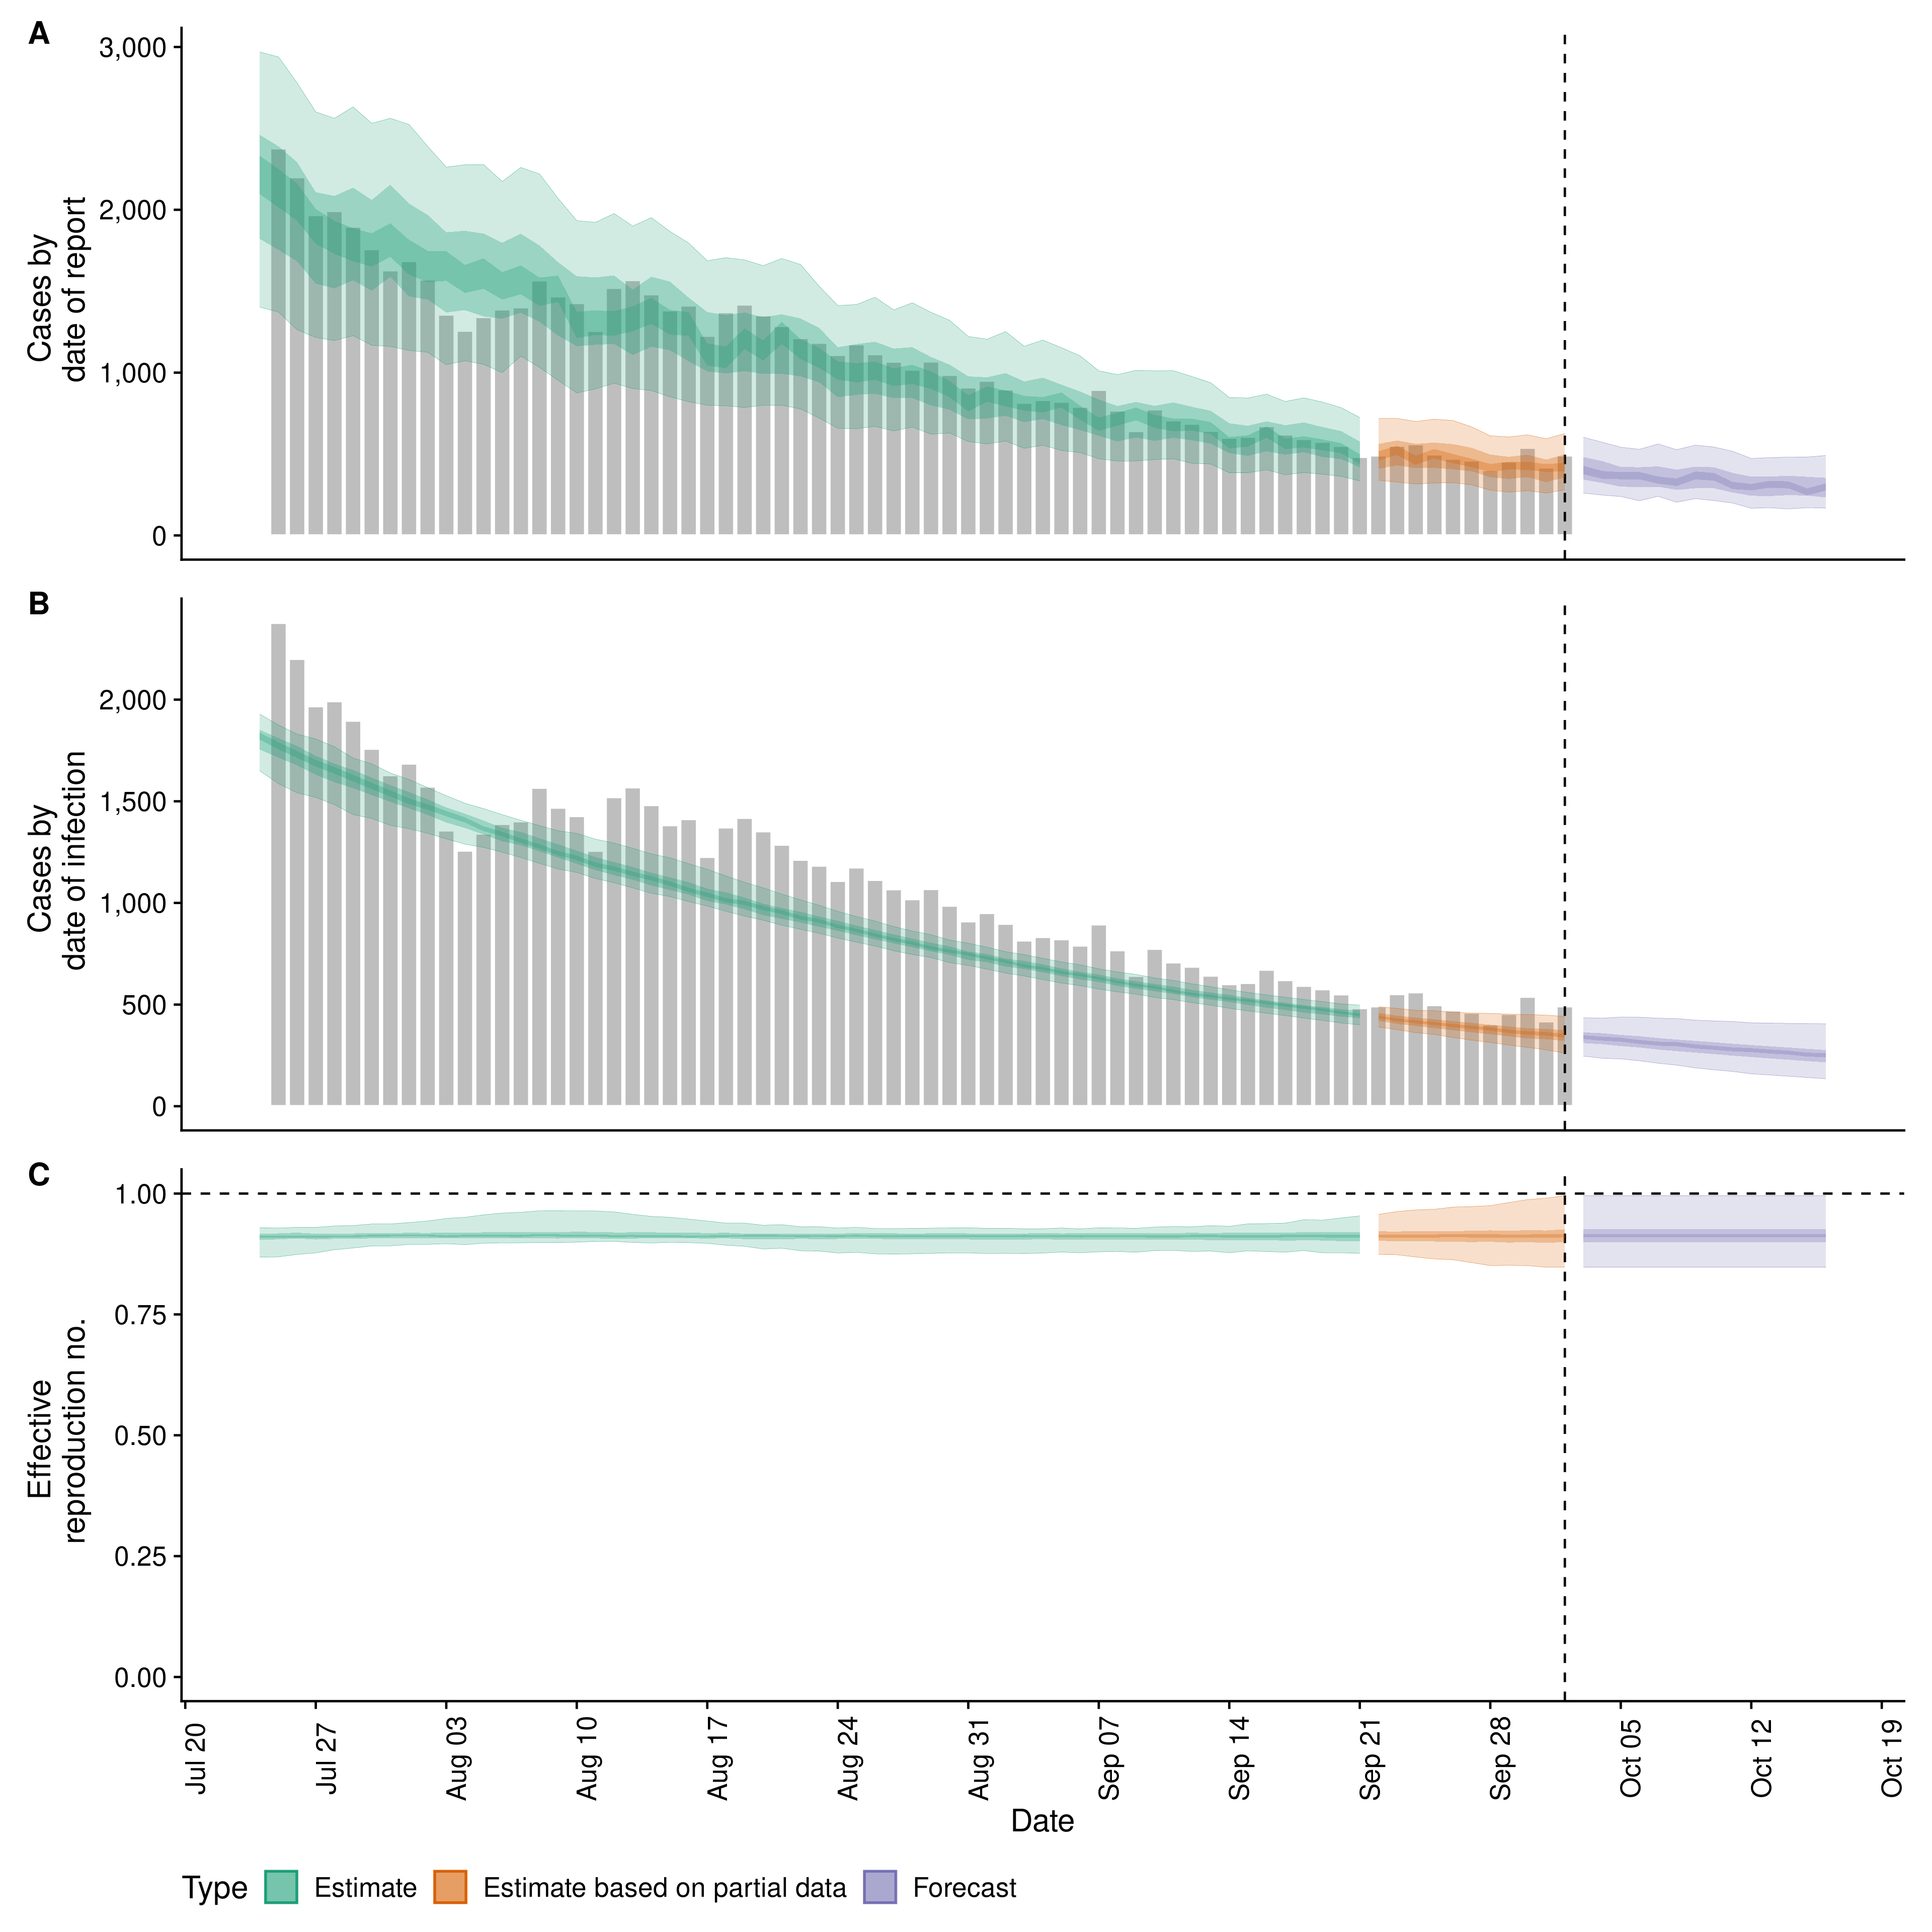 A
3,000
2,000
1,000
0
Cases by
date of report
B
2,000
1,500
1,000
500
0
Cases by
date of infection
C
1.00
0.75
0.50
0.25
0.00
Effective
reproduction no.
Jul 20
Jul 27
Aug 03
Aug 10
Aug 17
Aug 24
Aug 31
Sep 07
Sep 14
Sep 21
Sep 28
Oct 05
Oct 12
Oct 19
Date
Type Estimate Estimate based on partial data Forecast